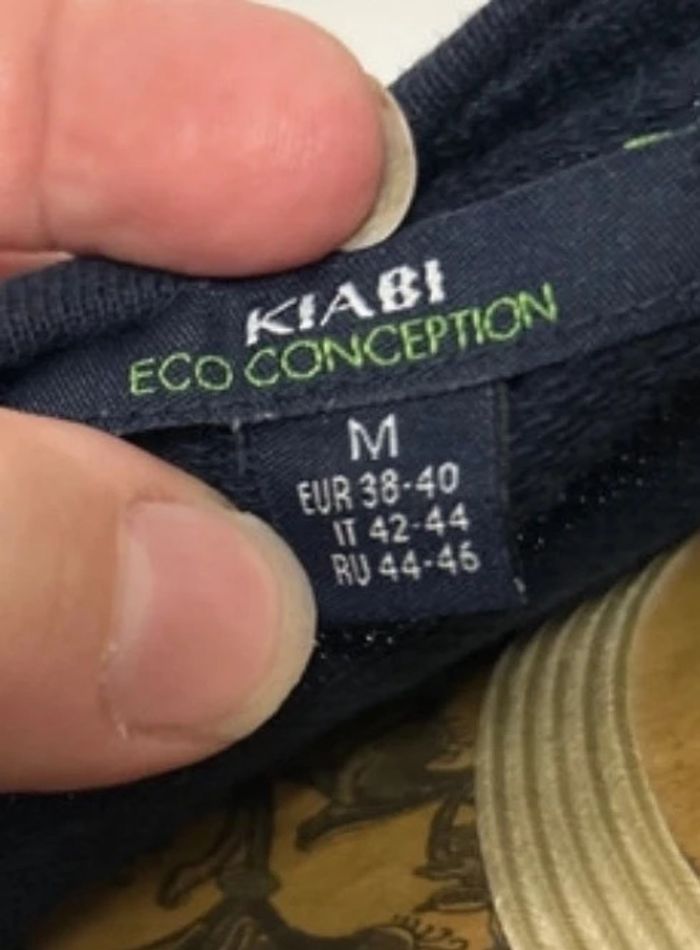 KIABI
ECO CONCEPTION
M
EUR 38-40
IT 42-44
RU 44-46